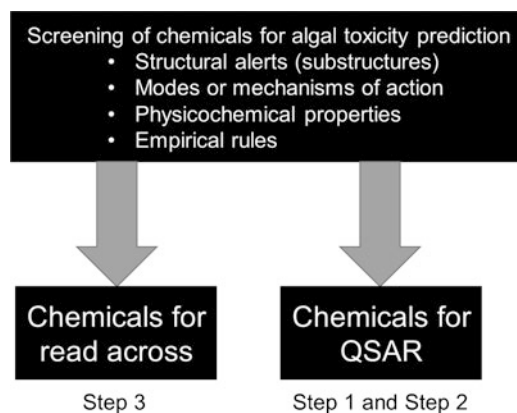 Screening of chemicals for algal toxicity prediction
• Structural alerts (substructures)
• Modes or mechanisms of action
• Physicochemical properties
• Empirical rules
Chemicals for
read across
Chemicals for
QSAR
Step 3
Step 1 and Step 2